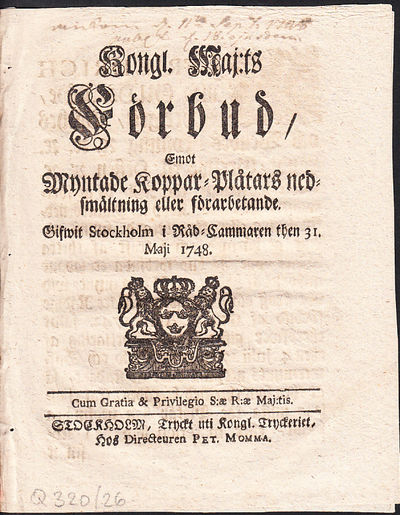 Kongl. Maj:ts
Förbud/
Emot
Myntade Koppar-Plåtars ned-
smältning eller förarbetande.
Gifwit Stockholm i Råd-Cammaren then 31.
Maji 1748.
Cum Gratia & Privilegio S:æ R:æ Maj:tis.
STOCKHOLM, Tryckt uti Kongl. Tryckeriet,
Hos Directeuren PET. MOMMA.
Q 320/26